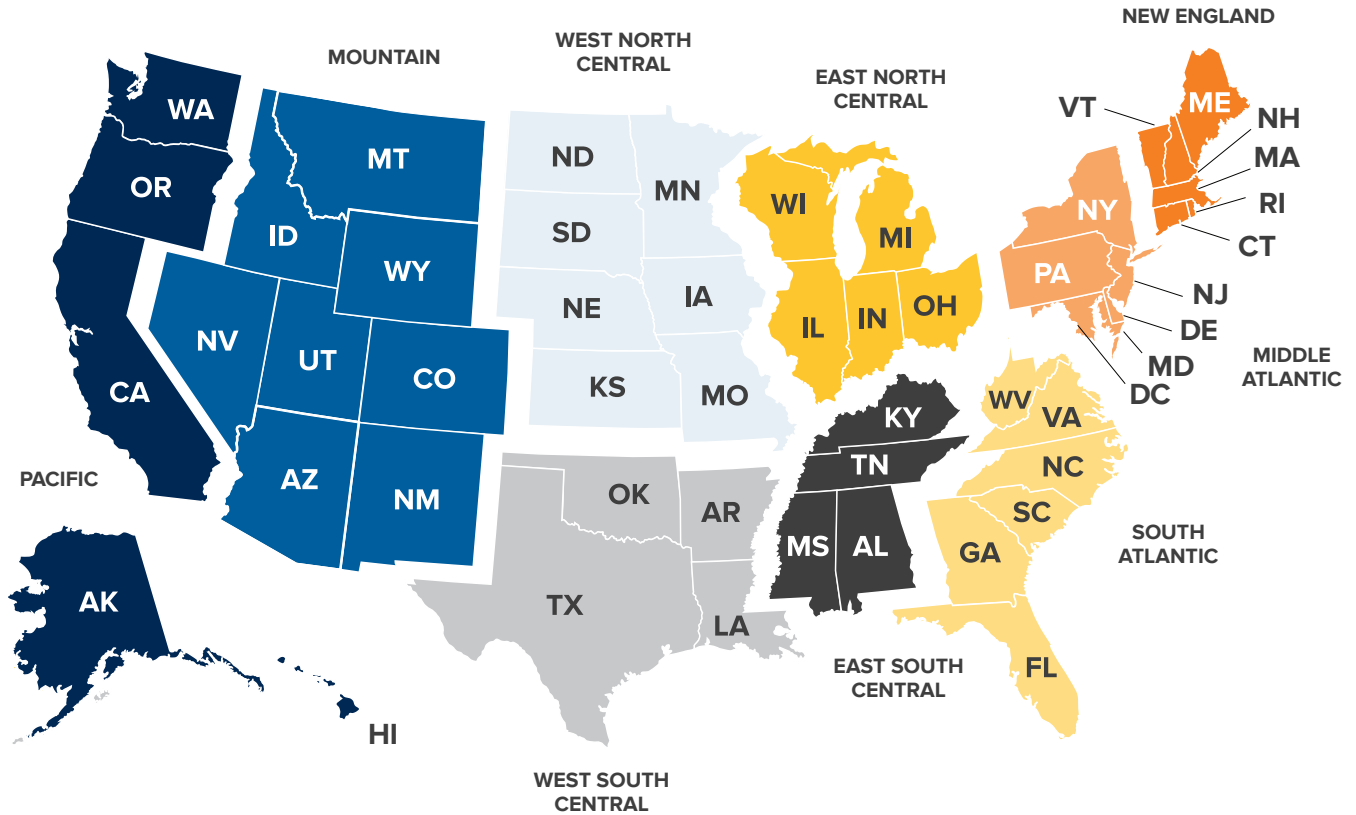 NEW ENGLAND
WEST NORTH
CENTRAL
MOUNTAIN
EAST NORTH
CENTRAL
WA
OR
CA
MT
ID
WY
NV
UT
CO
AZ
NM
ND
SD
NE
KS
MN
IA
MO
WI
MI
IL
IN
OH
VT
ME
NH
MA
RI
CT
NY
PA
NJ
DE
MD
DC
MIDDLE
ATLANTIC
KY
TN
MS
AL
WV
VA
NC
SC
GA
FL
SOUTH
ATLANTIC
OK
AR
TX
LA
EAST SOUTH
CENTRAL
WEST SOUTH
CENTRAL
PACIFIC
AK
HI